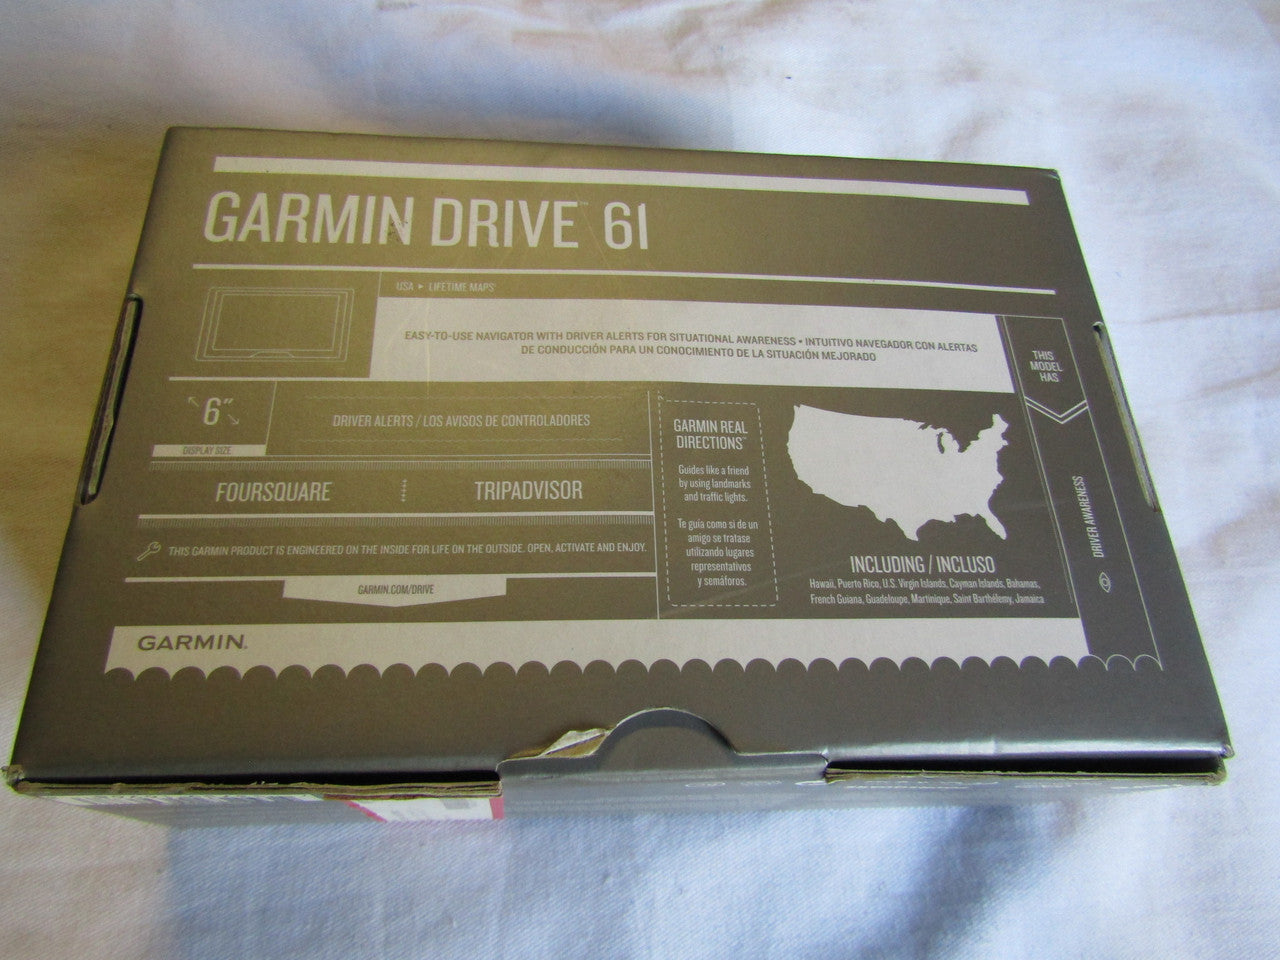 GARMIN DRIVE™ 61
USA ▸ LIFETIME MAPS
EASY-TO-USE NAVIGATOR WITH DRIVER ALERTS FOR SITUATIONAL AWARENESS • INTUITIVO NAVEGADOR CON ALERTAS
DE CONDUCCIÓN PARA UN CONOCIMIENTO DE LA SITUACIÓN MEJORADO
THIS
MODEL
HAS
6"
DISPLAY SIZE
DRIVER ALERTS / LOS AVISOS DE CONTROLADORES
FOURSQUARE
TRIPADVISOR
THIS GARMIN PRODUCT IS ENGINEERED ON THE INSIDE FOR LIFE ON THE OUTSIDE. OPEN, ACTIVATE AND ENJOY.
GARMIN.COM/DRIVE
GARMIN REAL
DIRECTIONS™
Guides like a friend
by using landmarks
and traffic lights.
Te guía como si de un
amigo se tratase
utilizando lugares
representativos
y semáforos.
INCLUDING / INCLUSO
Hawaii, Puerto Rico, U.S. Virgin Islands, Cayman Islands, Bahamas,
French Guiana, Guadeloupe, Martinique, Saint Barthélemy, Jamaica
DRIVER AWARENESS
GARMIN.